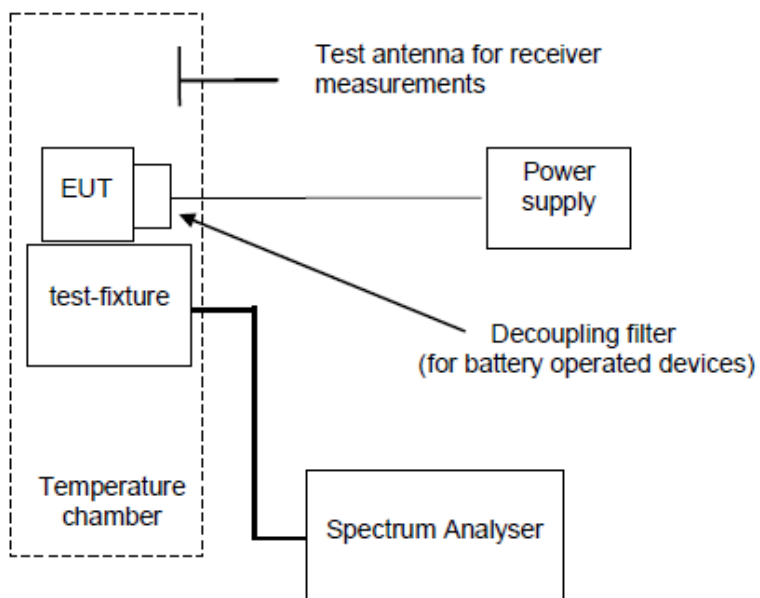 Test antenna for receiver
measurements
EUT
Power
supply
test-fixture
Decoupling filter
(for battery operated devices)
Temperature
chamber
Spectrum Analyser